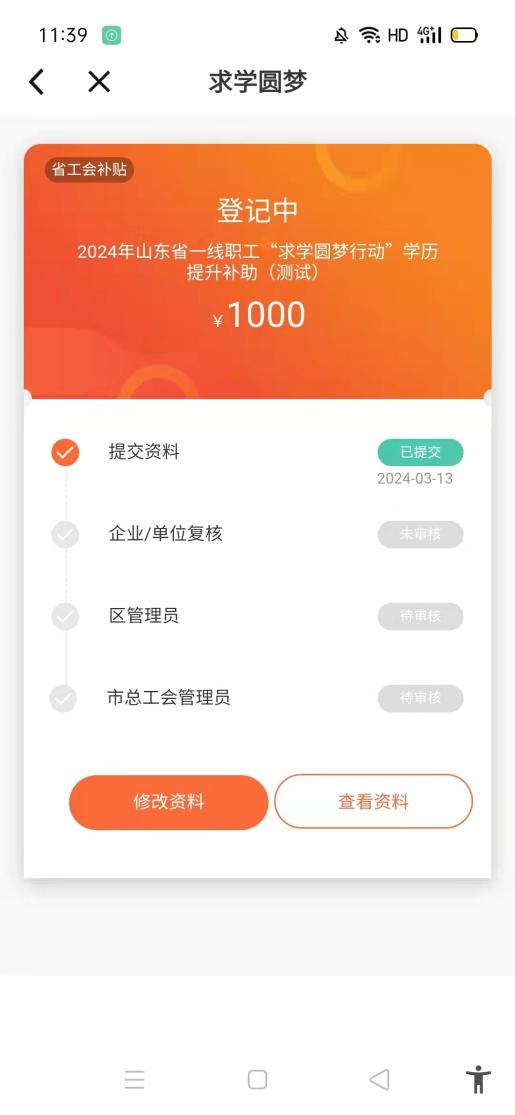 11:39
HD 4G+
求学圆梦
省工会补贴
登记中
2024年山东省一线职工“求学圆梦行动”学历
提升补助（测试）
￥1000
提交资料
已提交
2024-03-13
企业/单位复核
未审核
区管理员
待审核
市总工会管理员
待审核
修改资料
查看资料